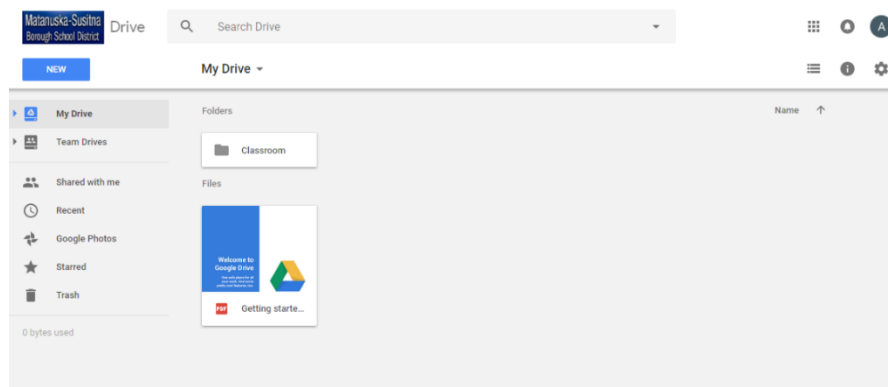 Matanuska-Susitna
Borough School District
Drive
Search Drive
A
NEW
My Drive
My Drive
Team Drives
Shared with me
Recent
Google Photos
Starred
Trash
0 bytes used
Folders
Name
Classroom
Files
Welcome to
Google Drive
PDF
Getting starte...